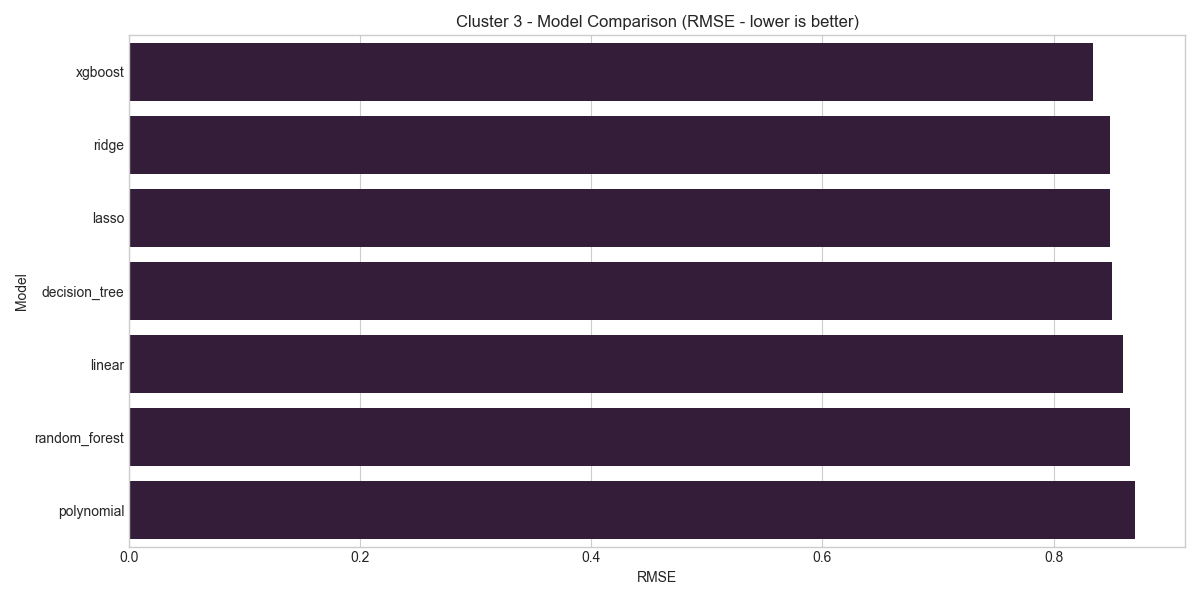 Cluster 3 - Model Comparison (RMSE - lower is better)
Model
xgboost
ridge
lasso
decision_tree
linear
random_forest
polynomial
0.0 0.2 0.4 0.6 0.8
RMSE